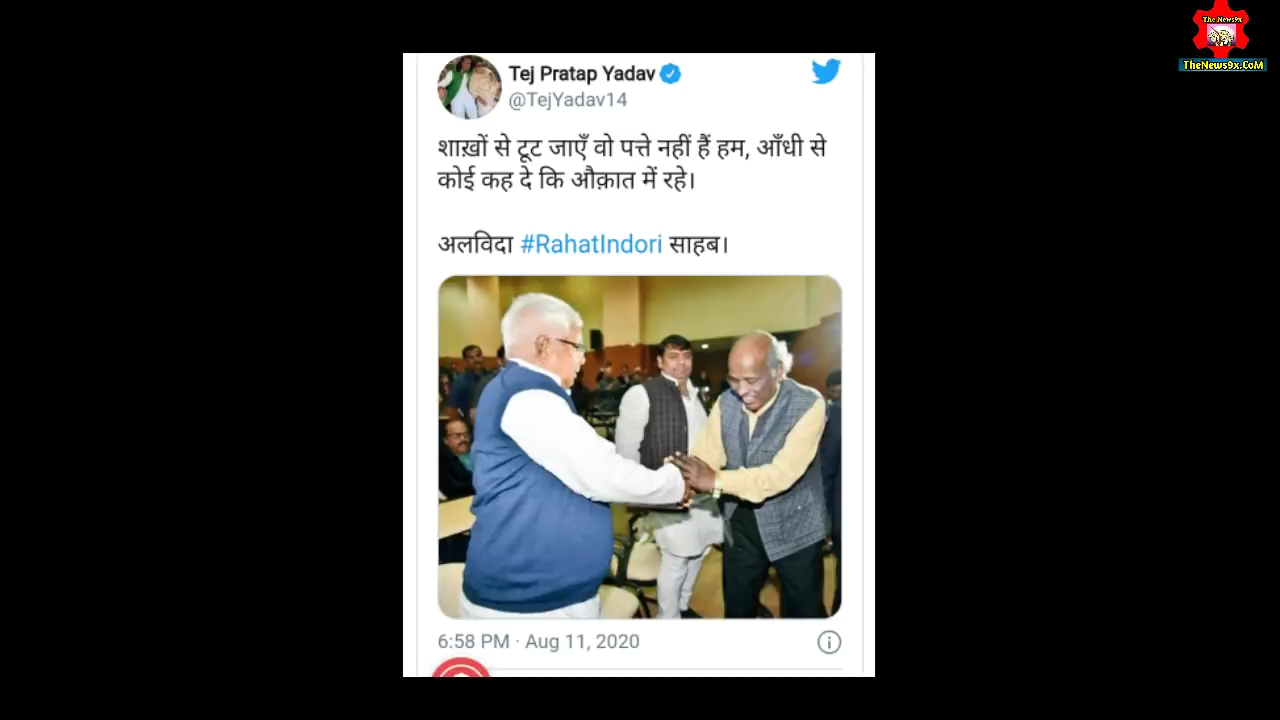 The News9x
TheNews9x.CoM
Tej Pratap Yadav
@TejYadav14
शाख़ों से टूट जाएँ वो पत्ते नहीं हैं हम, आँधी से
कोई कह दे कि औक़ात में रहे।
अलविदा #RahatIndori साहब।
6:58 PM · Aug 11, 2020